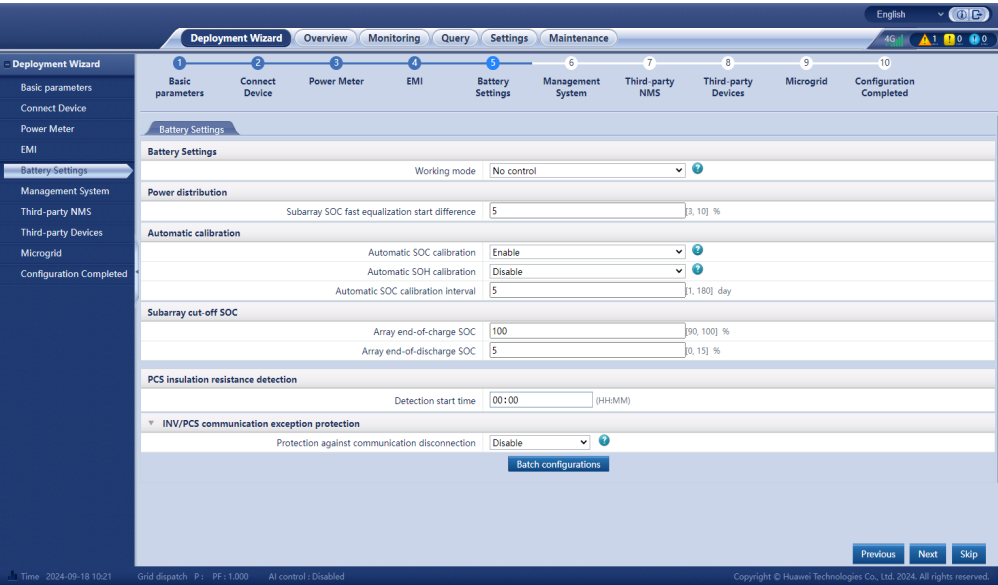 English
Deployment Wizard Overview Monitoring Query Settings Maintenance
4G 1 0 0
Deployment Wizard
Basic parameters
Connect Device
Power Meter
EMI
Battery Settings
Management System
Third-party NMS
Third-party Devices
Microgrid
Configuration Completed
1 2 3 4 5 6 7 8 9 10
Basic parameters
Connect Device
Power Meter
EMI
Battery Settings
Management System
Third-party NMS
Third-party Devices
Microgrid
Configuration Completed
Battery Settings
Battery Settings
Working mode No control ?
Power distribution
Subarray SOC fast equalization start difference 5 [3, 10] %
Automatic calibration
Automatic SOC calibration Enable ?
Automatic SOH calibration Disable ?
Automatic SOC calibration interval 5 [1, 180] day
Subarray cut-off SOC
Array end-of-charge SOC 100 [90, 100] %
Array end-of-discharge SOC 5 [0, 15] %
PCS insulation resistance detection
Detection start time 00:00 (HH:MM)
INV/PCS communication exception protection
Protection against communication disconnection Disable ?
Batch configurations
Previous Next Skip
Time 2024-09-18 10:21 Grid dispatch P : PF : 1.000 AI control : Disabled Copyright © Huawei Technologies Co., Ltd. 2024. All rights reserved.